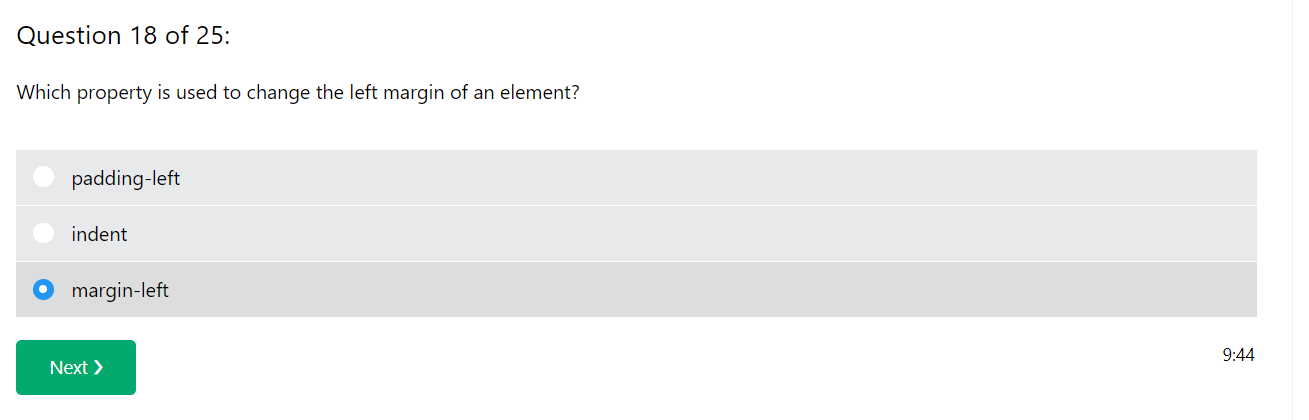 Question 18 of 25:
Which property is used to change the left margin of an element?
padding-left
indent
margin-left
Next ❯
9:44